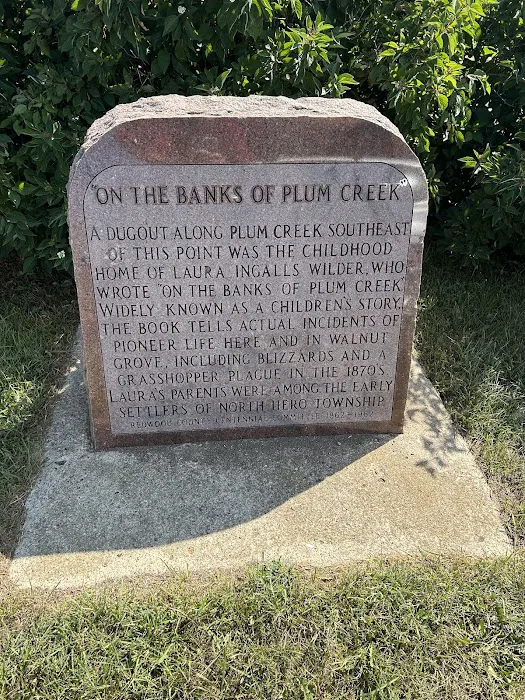 "ON THE BANKS OF PLUM CREEK"
A DUGOUT ALONG PLUM CREEK SOUTHEAST
OF THIS POINT WAS THE CHILDHOOD
HOME OF LAURA INGALLS WILDER, WHO
WROTE "ON THE BANKS OF PLUM CREEK"
WIDELY KNOWN AS A CHILDREN'S STORY.
THE BOOK TELLS ACTUAL INCIDENTS OF
PIONEER LIFE HERE AND IN WALNUT
GROVE, INCLUDING BLIZZARDS AND A
GRASSHOPPER PLAGUE IN THE 1870'S.
LAURA'S PARENTS WERE AMONG THE EARLY
SETTLERS OF NORTH HERO TOWNSHIP.
REDWOOD COUNTY CENTENNIAL COMMITTEE 1862-1962